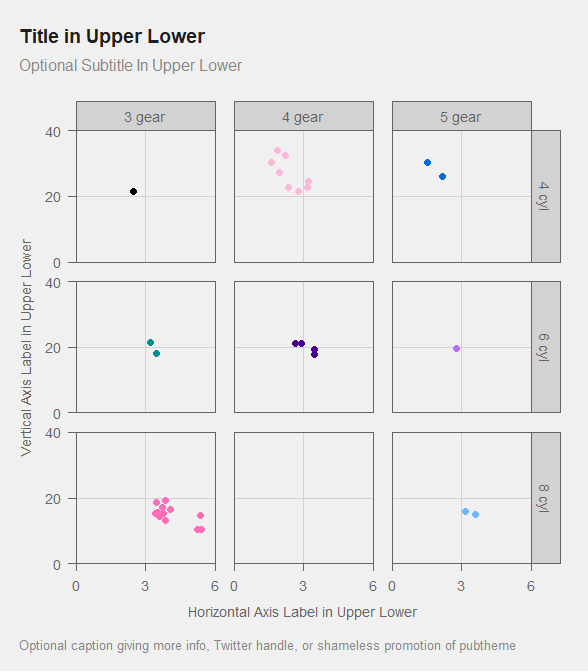 Title in Upper Lower
Optional Subtitle In Upper Lower
3 gear 4 gear 5 gear
40
20
0
4 cyl
Vertical Axis Label in Upper Lower
40
20
0
6 cyl
40
20
0
8 cyl
0 3 6 0 3 6 0 3 6
Horizontal Axis Label in Upper Lower
Optional caption giving more info, Twitter handle, or shameless promotion of pubtheme